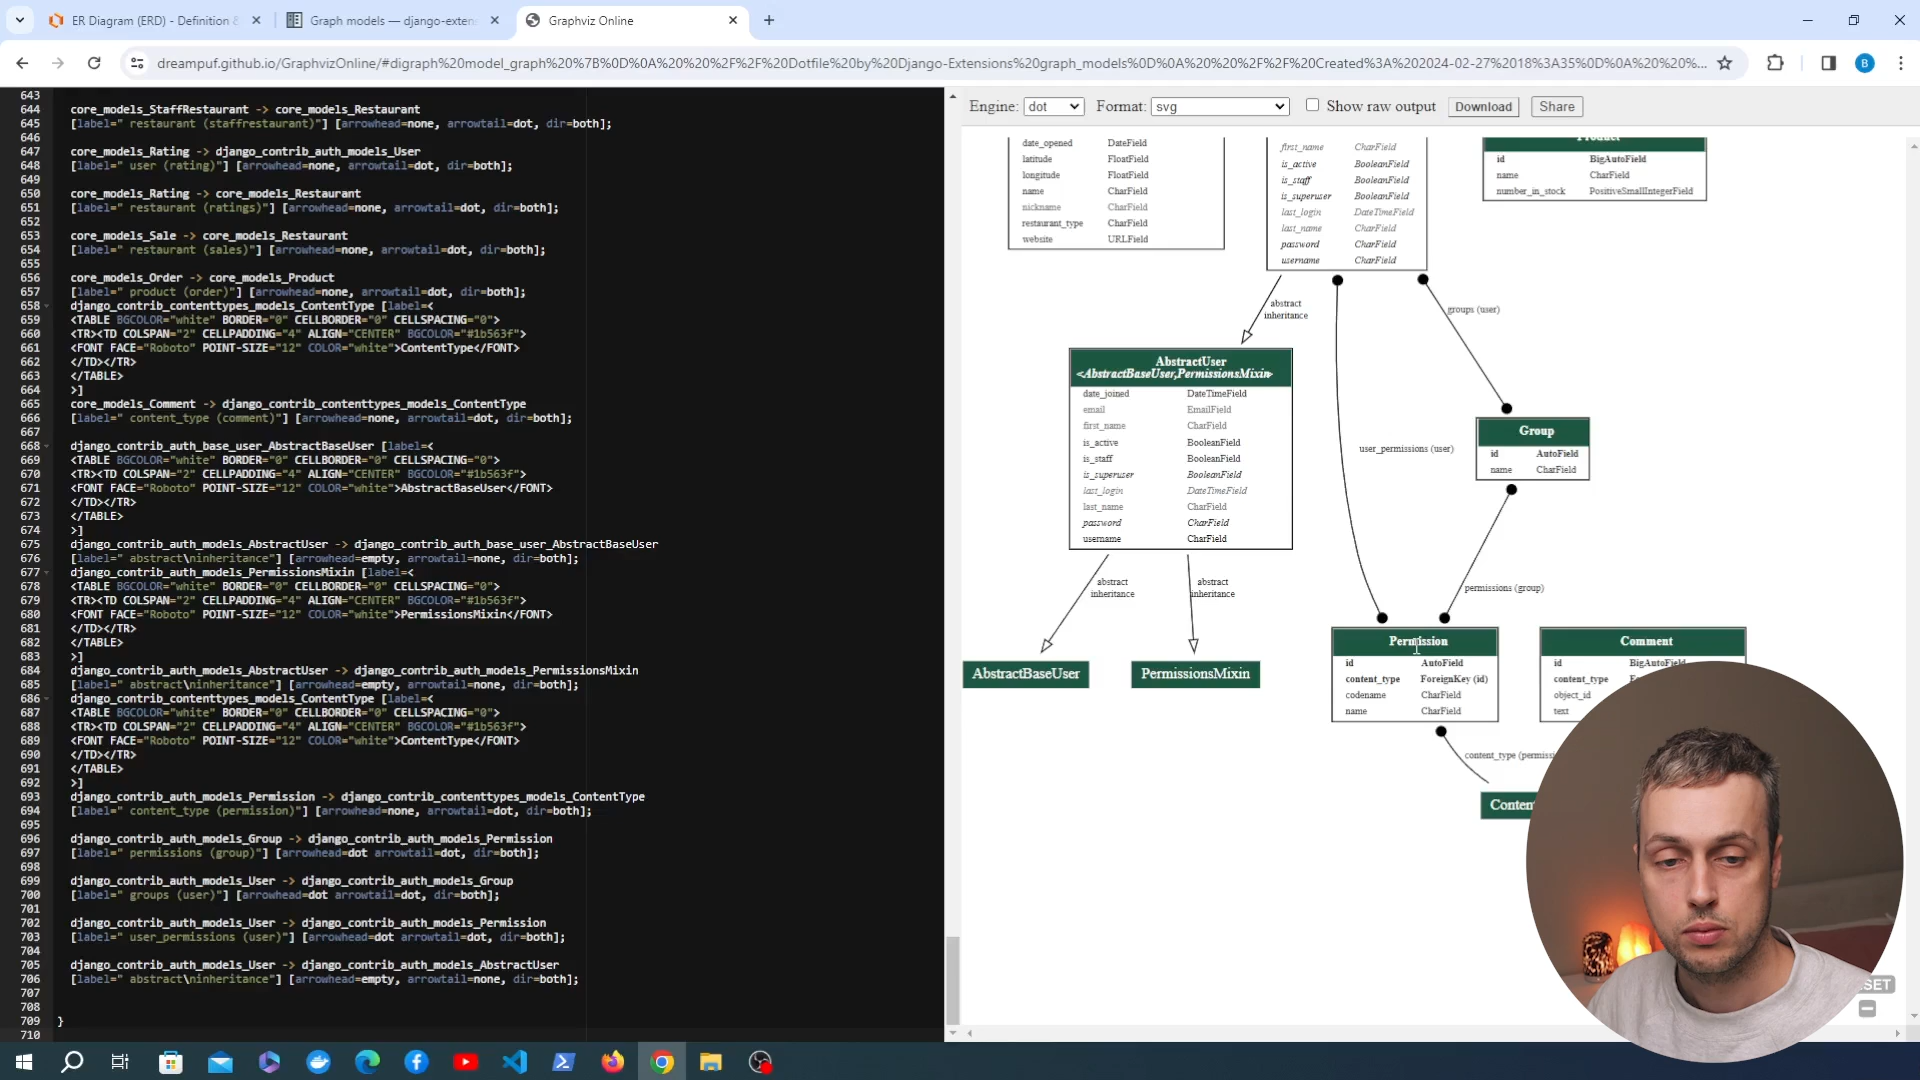 ER Diagram (ERD) - Definition &
Graph models — django-extens
Graphviz Online
dreampuf.github.io/GraphvizOnline/#digraph%20model_graph%20%7B%0D%0A%20%20%2F%2F%20Dotfile%20by%20Django-Extensions%20graph_models%0D%0A%20%20%2F%2F%20Created%3A%202024-02-27%2018%3A35%0D%0A%20%20%...
B
643
644 core_models_StaffRestaurant -> core_models_Restaurant
645 [label=" restaurant (staffrestaurant)"] [arrowhead=none, arrowtail=dot, dir=both];
646
647 core_models_Rating -> django_contrib_auth_models_User
648 [label=" user (rating)"] [arrowhead=none, arrowtail=dot, dir=both];
649
650 core_models_Rating -> core_models_Restaurant
651 [label=" restaurant (ratings)"] [arrowhead=none, arrowtail=dot, dir=both];
652
653 core_models_Sale -> core_models_Restaurant
654 [label=" restaurant (sales)"] [arrowhead=none, arrowtail=dot, dir=both];
655
656 core_models_Order -> core_models_Product
657 [label=" product (order)"] [arrowhead=none, arrowtail=dot, dir=both];
658 django_contrib_contenttypes_models_ContentType [label=<
659 <TABLE BGCOLOR="white" BORDER="0" CELLBORDER="0" CELLSPACING="0">
660 <TR><TD COLSPAN="2" CELLPADDING="4" ALIGN="CENTER" BGCOLOR="#1b563f">
661 <FONT FACE="Roboto" POINT-SIZE="12" COLOR="white">ContentType</FONT>
662 </TD></TR>
663 </TABLE>
664 >]
665 core_models_Comment -> django_contrib_contenttypes_models_ContentType
666 [label=" content_type (comment)"] [arrowhead=none, arrowtail=dot, dir=both];
667
668 django_contrib_auth_base_user_AbstractBaseUser [label=<
669 <TABLE BGCOLOR="white" BORDER="0" CELLBORDER="0" CELLSPACING="0">
670 <TR><TD COLSPAN="2" CELLPADDING="4" ALIGN="CENTER" BGCOLOR="#1b563f">
671 <FONT FACE="Roboto" POINT-SIZE="12" COLOR="white">AbstractBaseUser</FONT>
672 </TD></TR>
673 </TABLE>
674 >]
675 django_contrib_auth_models_AbstractUser -> django_contrib_auth_base_user_AbstractBaseUser
676 [label=" abstract\ninheritance"] [arrowhead=empty, arrowtail=none, dir=both];
677 django_contrib_auth_models_PermissionsMixin [label=<
678 <TABLE BGCOLOR="white" BORDER="0" CELLBORDER="0" CELLSPACING="0">
679 <TR><TD COLSPAN="2" CELLPADDING="4" ALIGN="CENTER" BGCOLOR="#1b563f">
680 <FONT FACE="Roboto" POINT-SIZE="12" COLOR="white">PermissionsMixin</FONT>
681 </TD></TR>
682 </TABLE>
683 >]
684 django_contrib_auth_models_AbstractUser -> django_contrib_auth_models_PermissionsMixin
685 [label=" abstract\ninheritance"] [arrowhead=empty, arrowtail=none, dir=both];
686 django_contrib_contenttypes_models_ContentType [label=<
687 <TABLE BGCOLOR="white" BORDER="0" CELLBORDER="0" CELLSPACING="0">
688 <TR><TD COLSPAN="2" CELLPADDING="4" ALIGN="CENTER" BGCOLOR="#1b563f">
689 <FONT FACE="Roboto" POINT-SIZE="12" COLOR="white">ContentType</FONT>
690 </TD></TR>
691 </TABLE>
692 >]
693 django_contrib_auth_models_Permission -> django_contrib_contenttypes_models_ContentType
694 [label=" content_type (permission)"] [arrowhead=none, arrowtail=dot, dir=both];
695
696 django_contrib_auth_models_Group -> django_contrib_auth_models_Permission
697 [label=" permissions (group)"] [arrowhead=dot arrowtail=dot, dir=both];
698
699 django_contrib_auth_models_User -> django_contrib_auth_models_Group
700 [label=" groups (user)"] [arrowhead=dot arrowtail=dot, dir=both];
701
702 django_contrib_auth_models_User -> django_contrib_auth_models_Permission
703 [label=" user_permissions (user)"] [arrowhead=dot arrowtail=dot, dir=both];
704
705 django_contrib_auth_models_User -> django_contrib_auth_models_AbstractUser
706 [label=" abstract\ninheritance"] [arrowhead=empty, arrowtail=none, dir=both];
707
708
709 }
710
Engine: dot Format: svg Show raw output Download Share
date_opened DateField
latitude FloatField
longitude FloatField
name CharField
nickname CharField
restaurant_type CharField
website URLField
first_name CharField
is_active BooleanField
is_staff BooleanField
is_superuser BooleanField
last_login DateTimeField
last_name CharField
password CharField
username CharField
Product
id BigAutoField
name CharField
number_in_stock PositiveSmallIntegerField
abstract
inheritance
groups (user)
AbstractUser
<AbstractBaseUser,PermissionsMixin>
date_joined DateTimeField
email EmailField
first_name CharField
is_active BooleanField
is_staff BooleanField
is_superuser BooleanField
last_login DateTimeField
last_name CharField
password CharField
username CharField
user_permissions (user)
Group
id AutoField
name CharField
abstract
inheritance
abstract
inheritance
permissions (group)
AbstractBaseUser
PermissionsMixin
Permission
id AutoField
content_type ForeignKey (id)
codename CharField
name CharField
Comment
id BigAutoField
content_type
object_id
text
content_type (permissi
Conten
SET